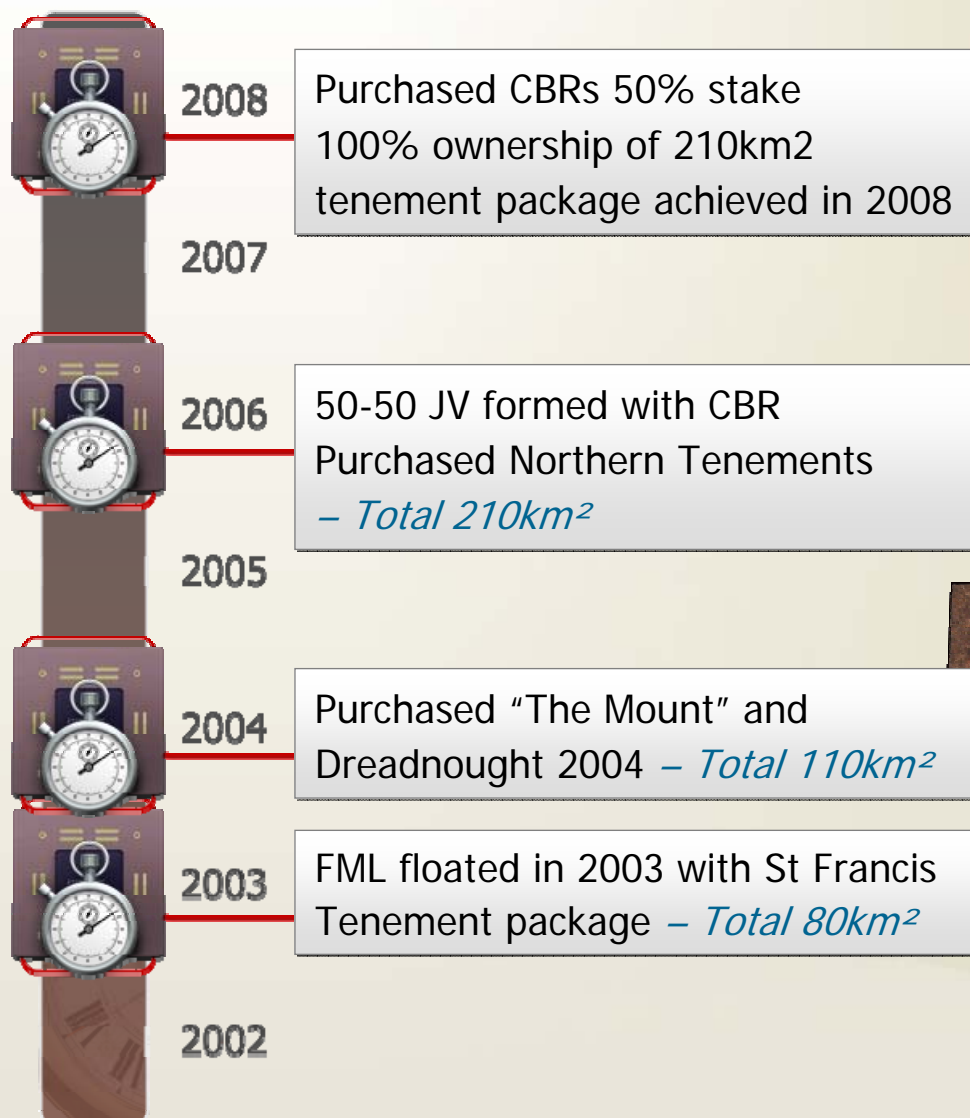 2008
Purchased CBRs 50% stake
100% ownership of 210km2
tenement package achieved in 2008
2007
2006
50-50 JV formed with CBR
Purchased Northern Tenements
– Total 210km²
2005
2004
Purchased “The Mount” and
Dreadnought 2004 – Total 110km²
2003
FML floated in 2003 with St Francis
Tenement package – Total 80km²
2002